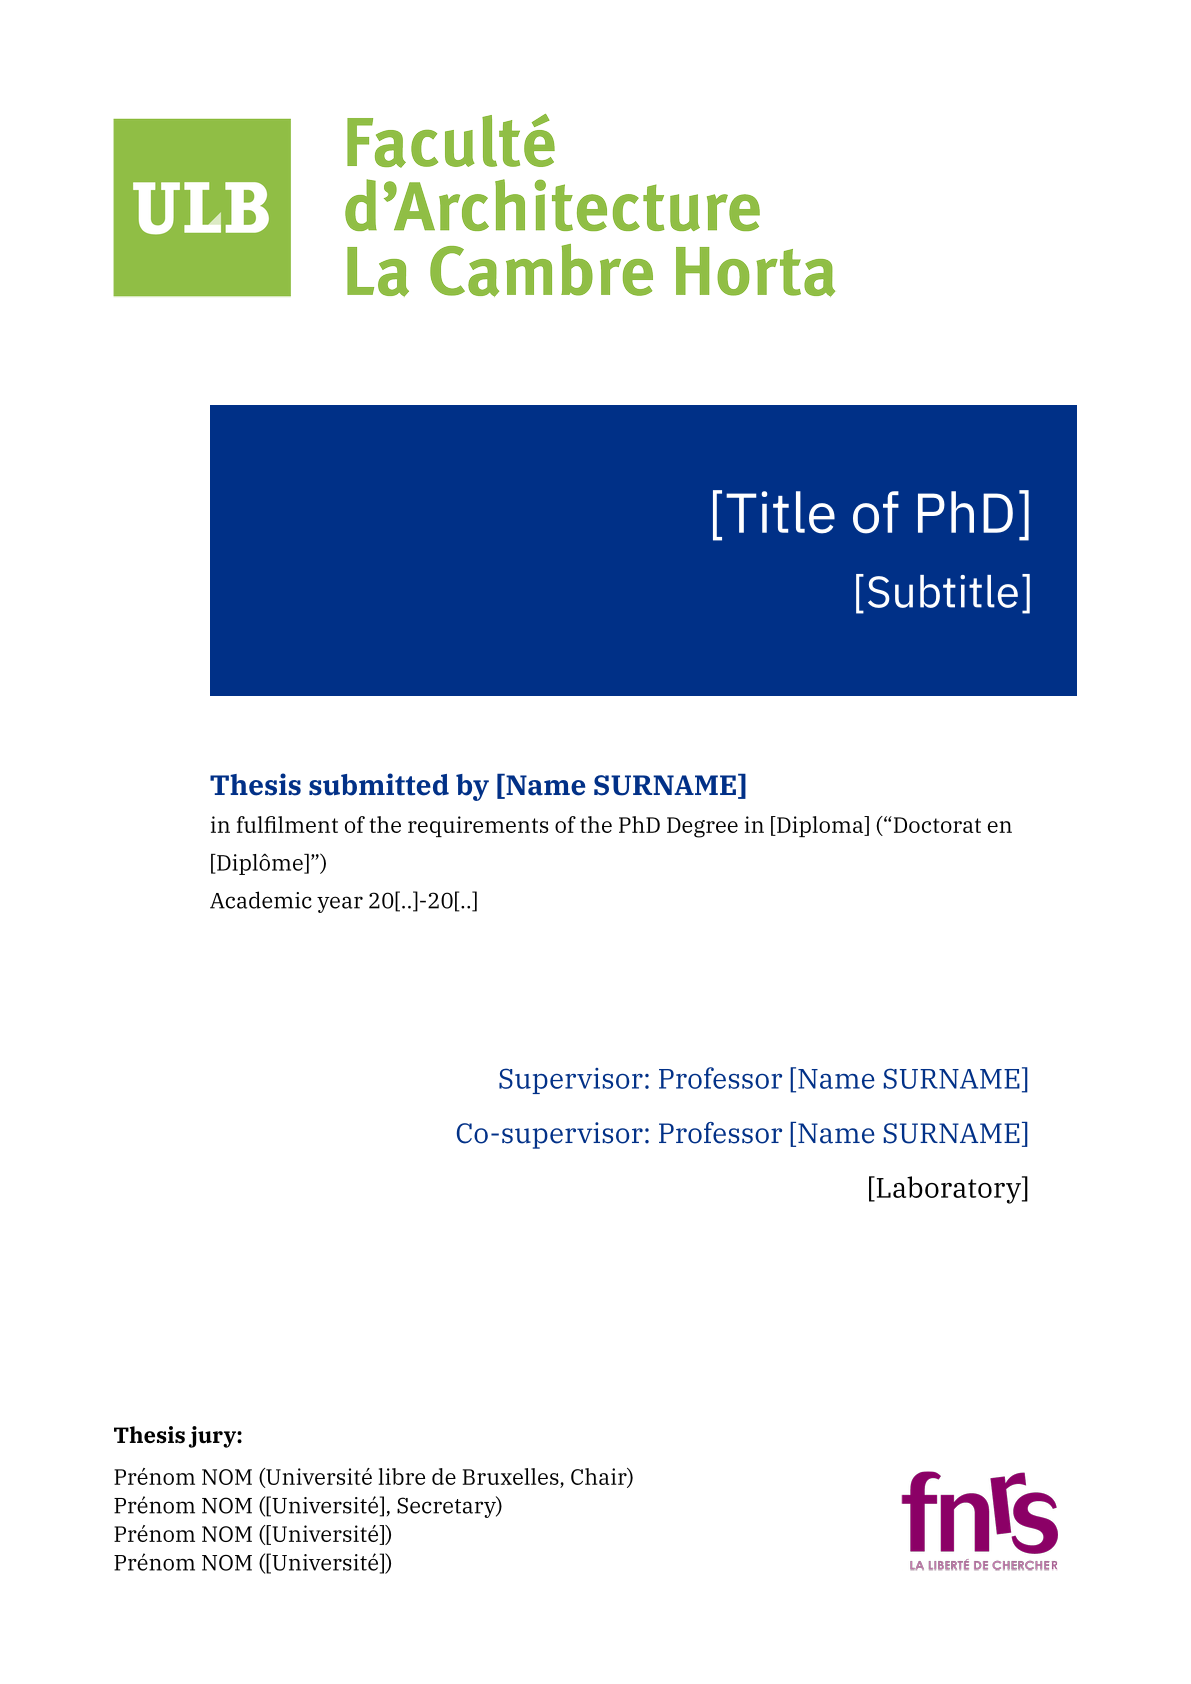 ULB
Faculté
d’Architecture
La Cambre Horta
[Title of PhD]
[Subtitle]
Thesis submitted by [Name SURNAME]
in fulfilment of the requirements of the PhD Degree in [Diploma] (“Doctorat en
[Diplôme]”)
Academic year 20[..]-20[..]
Supervisor: Professor [Name SURNAME]
Co-supervisor: Professor [Name SURNAME]
[Laboratory]
Thesis jury:
Prénom NOM (Université libre de Bruxelles, Chair)
Prénom NOM ([Université], Secretary)
Prénom NOM ([Université])
Prénom NOM ([Université])
fnrs
LA LIBERTÉ DE CHERCHER